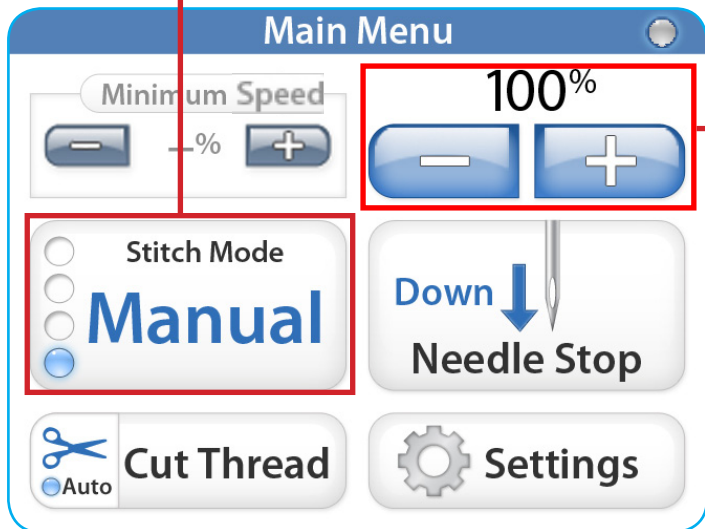 Main Menu
Minimum Speed
100%
– –% +
– +
Stitch Mode
Manual
Down
Needle Stop
Auto
Cut Thread
Settings